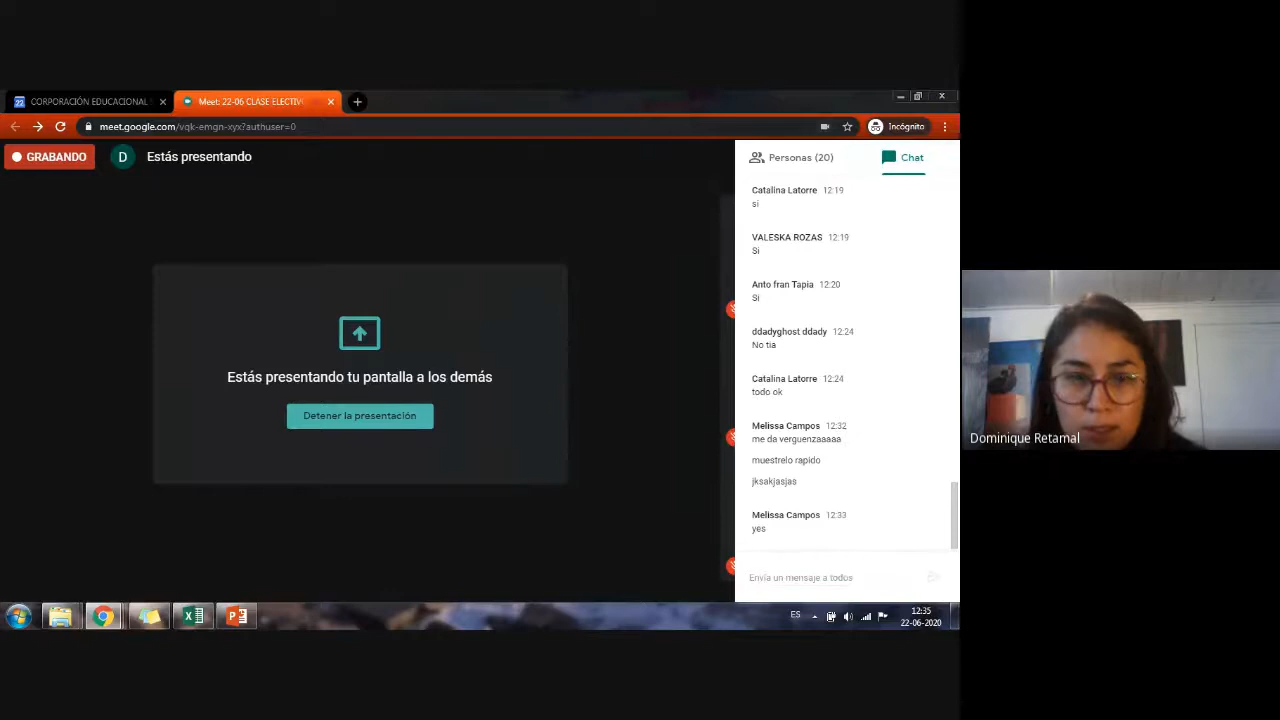 CORPORACIÓN EDUCACIONAL
Meet: 22-06 CLASE ELECTIVO
meet.google.com/vqk-emgn-xyx?authuser=0
Incógnito
GRABANDO
D
Estás presentando
Personas (20)
Chat
Catalina Latorre 12:19
si
VALESKA ROZAS 12:19
Si
Anto fran Tapia 12:20
Si
ddadyghost ddady 12:24
No tia
Catalina Latorre 12:24
todo ok
Melissa Campos 12:32
me da verguenzaaaaa
muestrelo rapido
jksakjasjas
Melissa Campos 12:33
yes
Envía un mensaje a todos
Estás presentando tu pantalla a los demás
Detener la presentación
Dominique Retamal
ES
12:35
22-06-2020